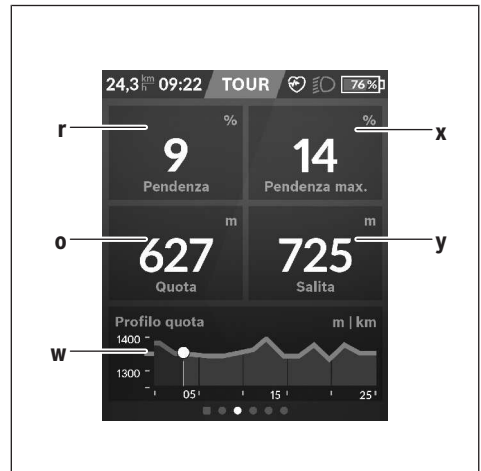 24,3 km/h 09:22 TOUR 76%
r % % x
9 14
Pendenza Pendenza max.
o m m y
627 725
Quota Salita
Profilo quota m | km
w 1400
1300
05' 15' 25'